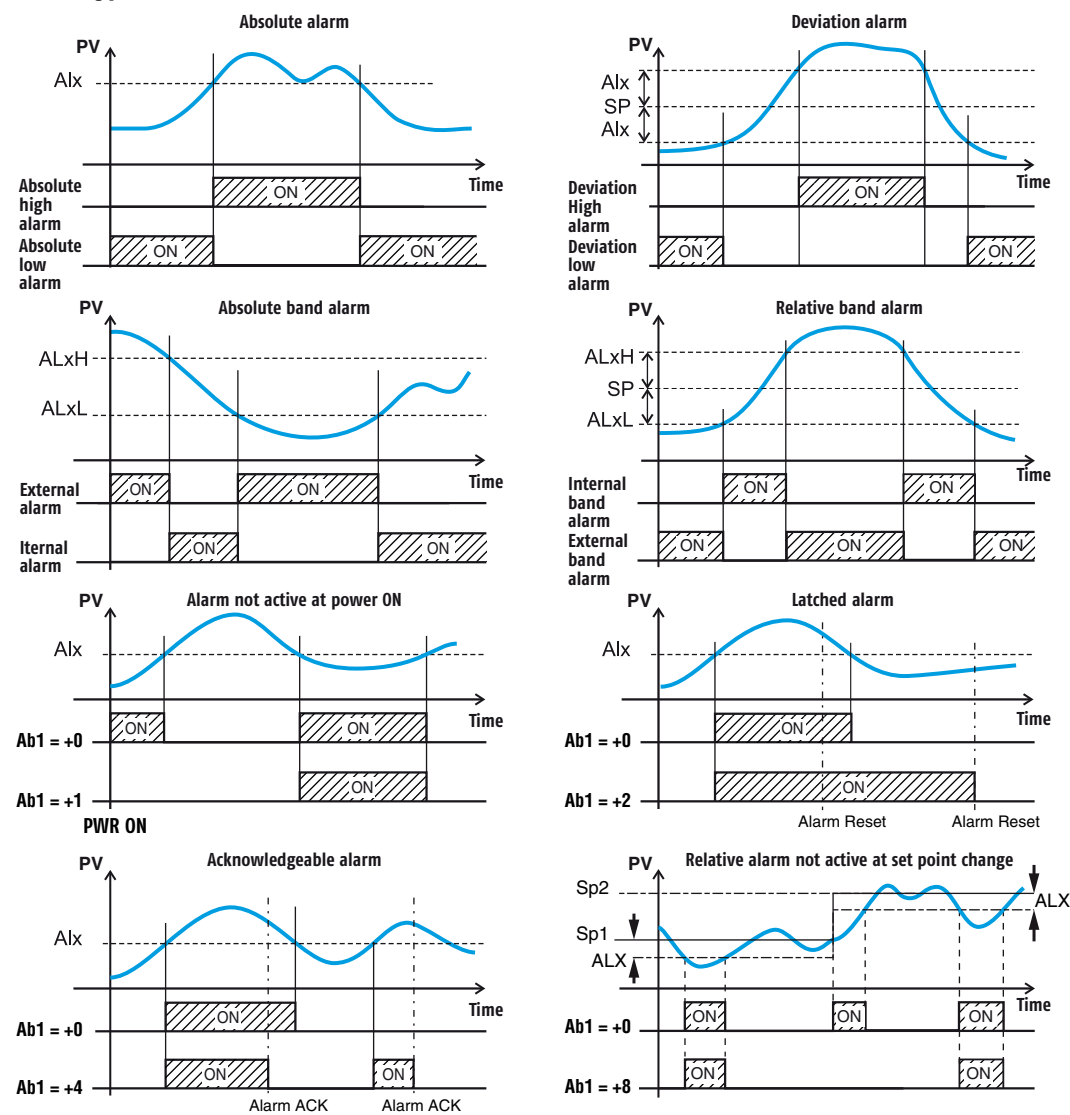 Absolute alarm
PV
Alx
Time
Absolute
high
alarm
ON
Absolute
low
alarm
ON
ON
Deviation alarm
PV
Alx
SP
Alx
Time
Deviation
High
alarm
ON
Deviation
low
alarm
ON
ON
Absolute band alarm
PV
ALxH
ALxL
Time
External
alarm
ON
ON
Iternal
alarm
ON
ON
Relative band alarm
PV
ALxH
SP
ALxL
Time
Internal
band
alarm
ON
ON
External
band
alarm
ON
ON
ON
Alarm not active at power ON
PV
Alx
Time
Ab1 = +0
ON
ON
Ab1 = +1
ON
PWR ON
Latched alarm
PV
Alx
Time
Ab1 = +0
ON
Ab1 = +2
ON
Alarm Reset
Alarm Reset
Acknowledgeable alarm
PV
Alx
Time
Ab1 = +0
ON
Ab1 = +4
ON
ON
Alarm ACK
Alarm ACK
Relative alarm not active at set point change
PV
Sp2
ALX
Sp1
ALX
Time
Ab1 = +0
ON
ON
ON
Ab1 = +8
ON
ON